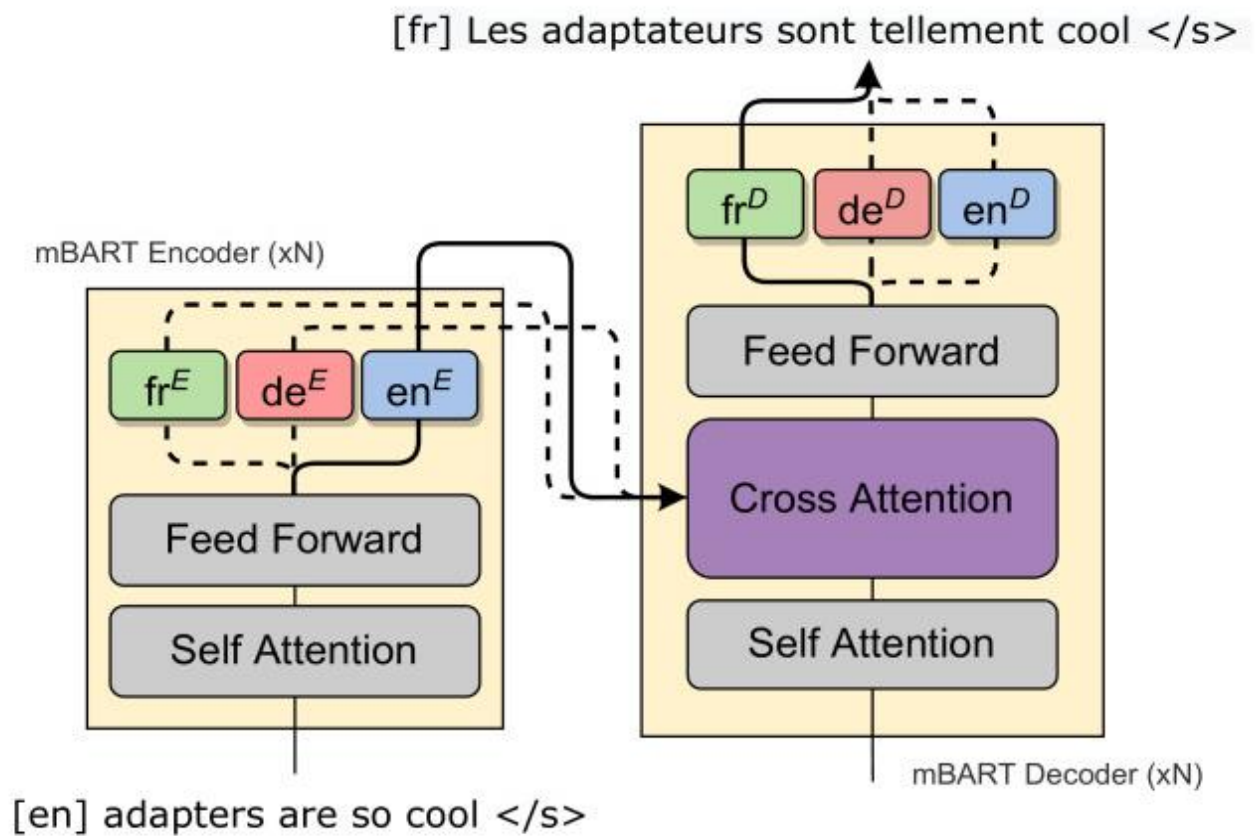 [fr] Les adaptateurs sont tellement cool </s>
fr^D de^D en^D
mBART Encoder (xN)
Feed Forward
fr^E de^E en^E
Cross Attention
Feed Forward
Self Attention
Self Attention
mBART Decoder (xN)
[en] adapters are so cool </s>